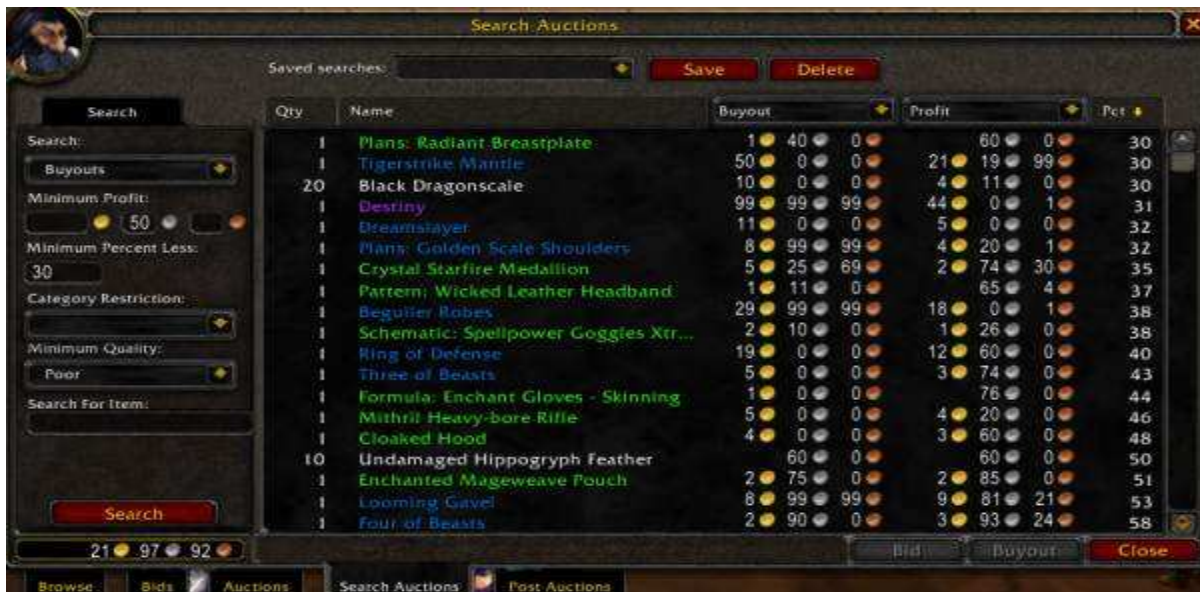 Search Auctions
Saved searches: Save Delete
Search
Search:
Buyouts
Minimum Profit:
50
Minimum Percent Less:
30
Category Restriction:
Minimum Quality:
Poor
Search For Item:
Search
21 97 92
Qty Name Buyout Profit Pct
1 Plans: Radiant Breastplate 1 40 0 60 0 30
1 Tigerstrike Mantle 50 0 0 21 19 99 30
20 Black Dragonscale 10 0 0 4 11 0 30
1 Destiny 99 99 99 44 0 1 31
1 Dreamslayer 11 0 0 5 0 0 32
1 Plans: Golden Scale Shoulders 8 99 99 4 20 1 32
1 Crystal Starfire Medallion 5 25 69 2 74 30 35
1 Pattern: Wicked Leather Headband 1 11 0 65 4 37
1 Beguiler Robes 29 99 99 18 0 1 38
1 Schematic: Spellpower Goggles Xtr... 2 10 0 1 26 0 38
1 Ring of Defense 19 0 0 12 60 0 40
1 Three of Beasts 5 0 0 3 74 0 43
1 Formula: Enchant Gloves - Skinning 1 0 0 76 0 44
1 Mithril Heavy-bore Rifle 5 0 0 4 20 0 46
1 Cloaked Hood 4 0 0 3 60 0 48
10 Undamaged Hippogryph Feather 60 0 60 0 50
1 Enchanted Mageweave Pouch 2 75 0 2 85 0 51
1 Looming Gavel 8 99 99 9 81 21 53
1 Four of Beasts 2 90 0 3 93 24 58
Bid Buyout Close
Browse Bids Auctions Search Auctions Post Auctions